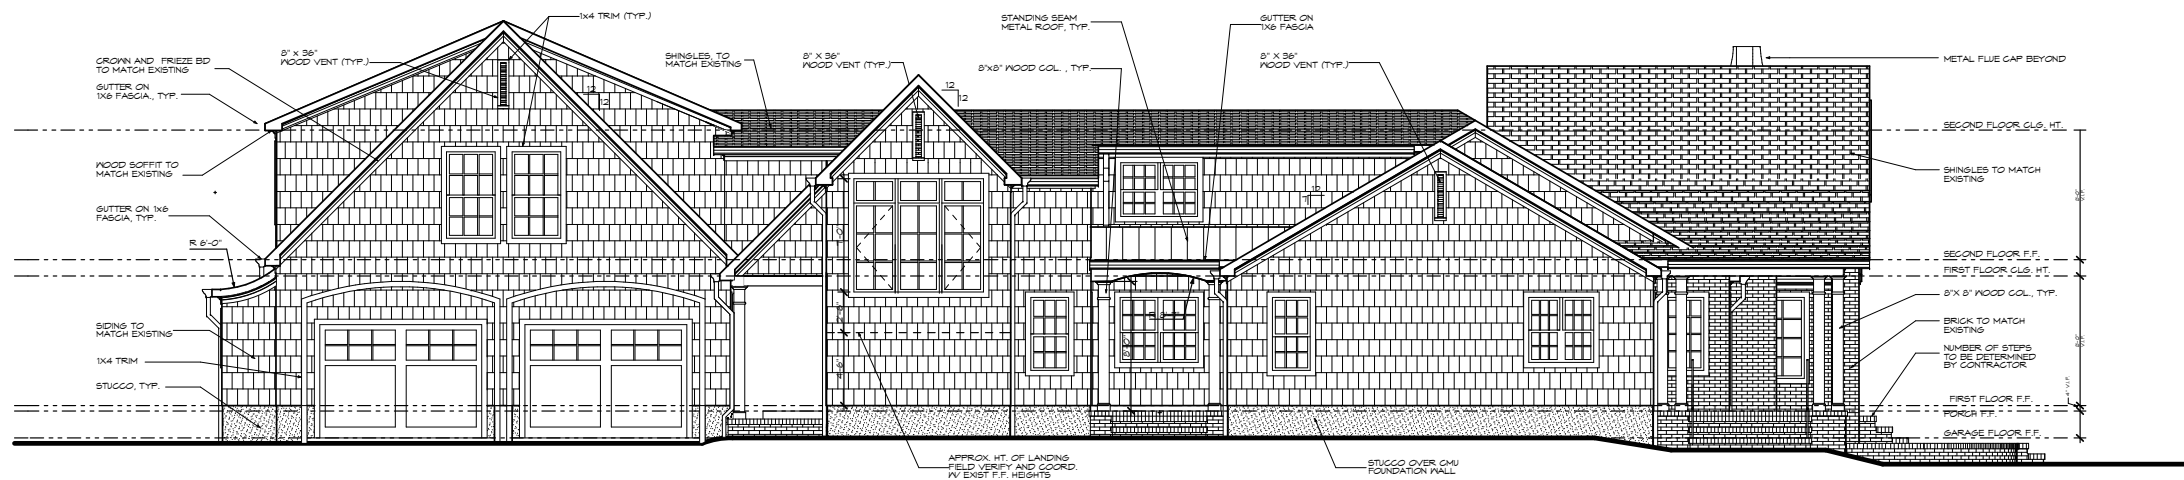 1x4 TRIM (TYP.)
STANDING SEAM
METAL ROOF, TYP.
GUTTER ON
1X6 FASCIA
CROWN AND FRIEZE BD
TO MATCH EXISTING
8" X 36"
WOOD VENT (TYP.)
SHINGLES, TO
MATCH EXISTING
8" X 36"
WOOD VENT (TYP.)
8"x8" WOOD COL. , TYP.
8" X 36"
WOOD VENT (TYP.)
METAL FLUE CAP BEYOND
GUTTER ON
1X6 FASCIA., TYP.
12
12
12
12
SECOND FLOOR CLG. HT.
WOOD SOFFIT TO
MATCH EXISTING
SHINGLES TO MATCH
EXISTING
12
7
GUTTER ON 1x6
FASCIA, TYP.
R 6'-0"
SECOND FLOOR F.F.
FIRST FLOOR CLG. HT.
8"X 8" WOOD COL., TYP.
SIDING TO
MATCH EXISTING
BRICK TO MATCH
EXISTING
1X4 TRIM
NUMBER OF STEPS
TO BE DETERMINED
BY CONTRACTOR
STUCCO, TYP.
4'-6"
FIRST FLOOR F.F.
PORCH F.F.
GARAGE FLOOR F.F.
APPROX. HT. OF LANDING
FIELD VERIFY AND COORD.
W/ EXIST F.F. HEIGHTS
STUCCO OVER CMU
FOUNDATION WALL